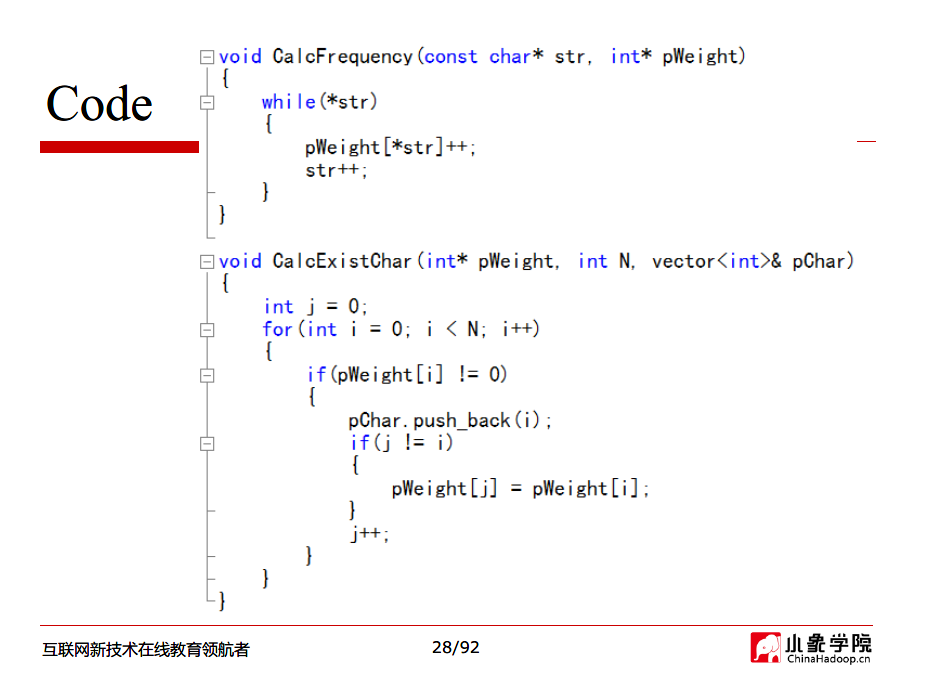 Code
void CalcFrequency(const char* str, int* pWeight)
{
    while(*str)
    {
        pWeight[*str]++;
        str++;
    }
}
void CalcExistChar(int* pWeight, int N, vector<int>& pChar)
{
    int j = 0;
    for(int i = 0; i < N; i++)
    {
        if(pWeight[i] != 0)
        {
            pChar.push_back(i);
            if(j != i)
            {
                pWeight[j] = pWeight[i];
            }
            j++;
        }
    }
}
互联网新技术在线教育领航者
28/92
小象学院
ChinaHadoop.cn